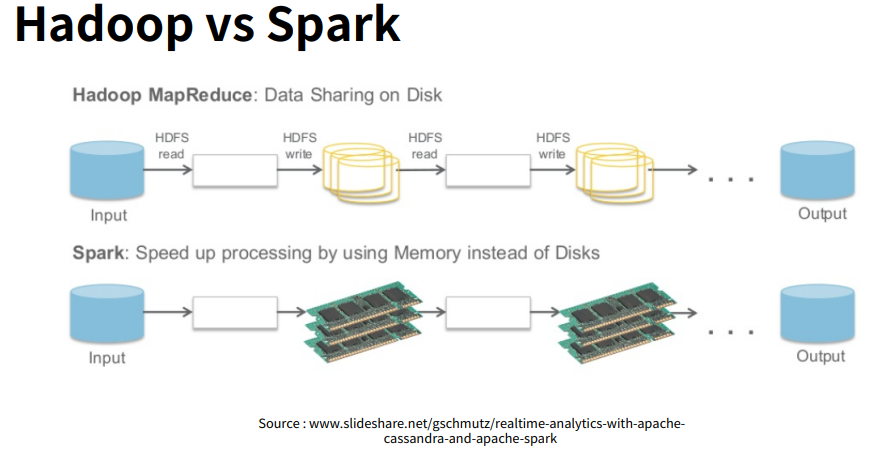 Hadoop vs Spark
Hadoop MapReduce: Data Sharing on Disk
HDFS
read
HDFS
write
HDFS
read
HDFS
write
Input
. . .
Output
Spark: Speed up processing by using Memory instead of Disks
Input
. . .
Output
Source : www.slideshare.net/gschmutz/realtime-analytics-with-apache-
cassandra-and-apache-spark